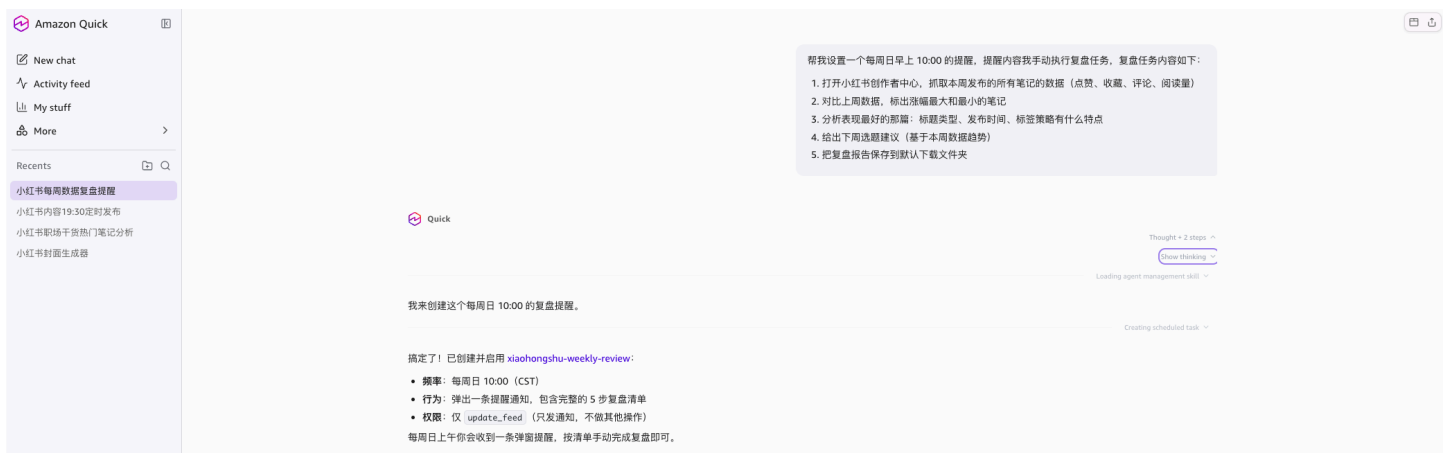 Amazon Quick
New chat
Activity feed
My stuff
More
Recents
小红书每周数据复盘提醒
小红书内容19:30定时发布
小红书职场干货热门笔记分析
小红书封面生成器
帮我设置一个每周日早上 10:00 的提醒，提醒内容我手动执行复盘任务，复盘任务内容如下：
1. 打开小红书创作者中心，抓取本周发布的所有笔记的数据（点赞、收藏、评论、阅读量）
2. 对比上周数据，标出涨幅最大和最小的笔记
3. 分析表现最好的那篇：标题类型、发布时间、标签策略有什么特点
4. 给出下周选题建议（基于本周数据趋势）
5. 把复盘报告保存到默认下载文件夹
Quick
Thought • 2 steps
Show thinking
Loading agent management skill
我来创建这个每周日 10:00 的复盘提醒。
Creating scheduled task
搞定了！已创建并启用 xiaohongshu-weekly-review：
• 频率：每周日 10:00（CST）
• 行为：弹出一条提醒通知，包含完整的 5 步复盘清单
• 权限：仅 update_feed （只发通知，不做其他操作）
每周日上午你会收到一条弹窗提醒，按清单手动完成复盘即可。